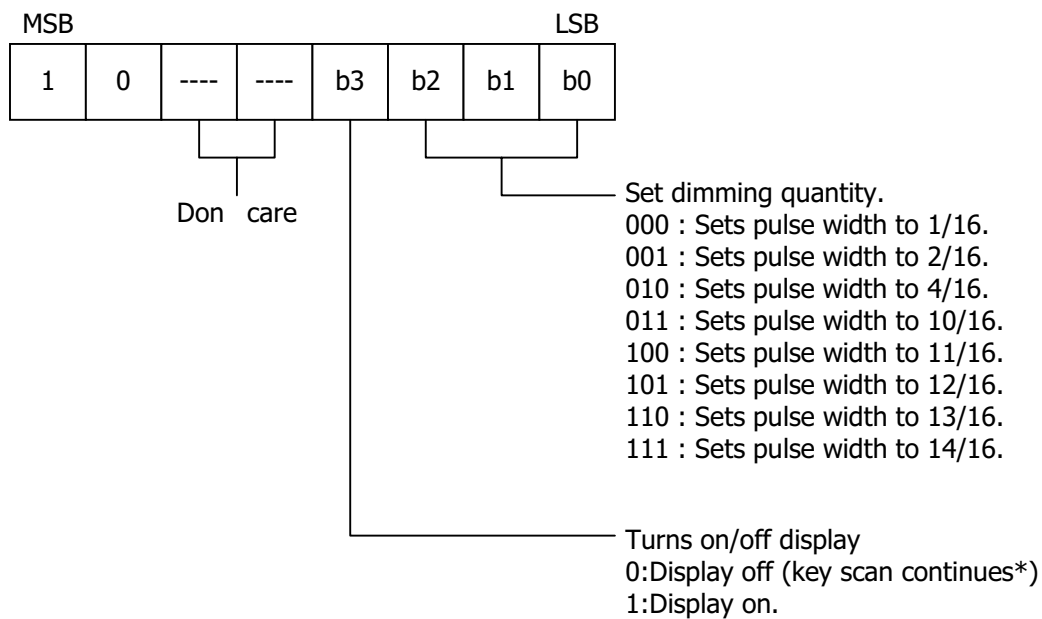 MSB LSB
1 0 ---- ---- b3 b2 b1 b0
Don care
Set dimming quantity.
000 : Sets pulse width to 1/16.
001 : Sets pulse width to 2/16.
010 : Sets pulse width to 4/16.
011 : Sets pulse width to 10/16.
100 : Sets pulse width to 11/16.
101 : Sets pulse width to 12/16.
110 : Sets pulse width to 13/16.
111 : Sets pulse width to 14/16.
Turns on/off display
0:Display off (key scan continues*)
1:Display on.